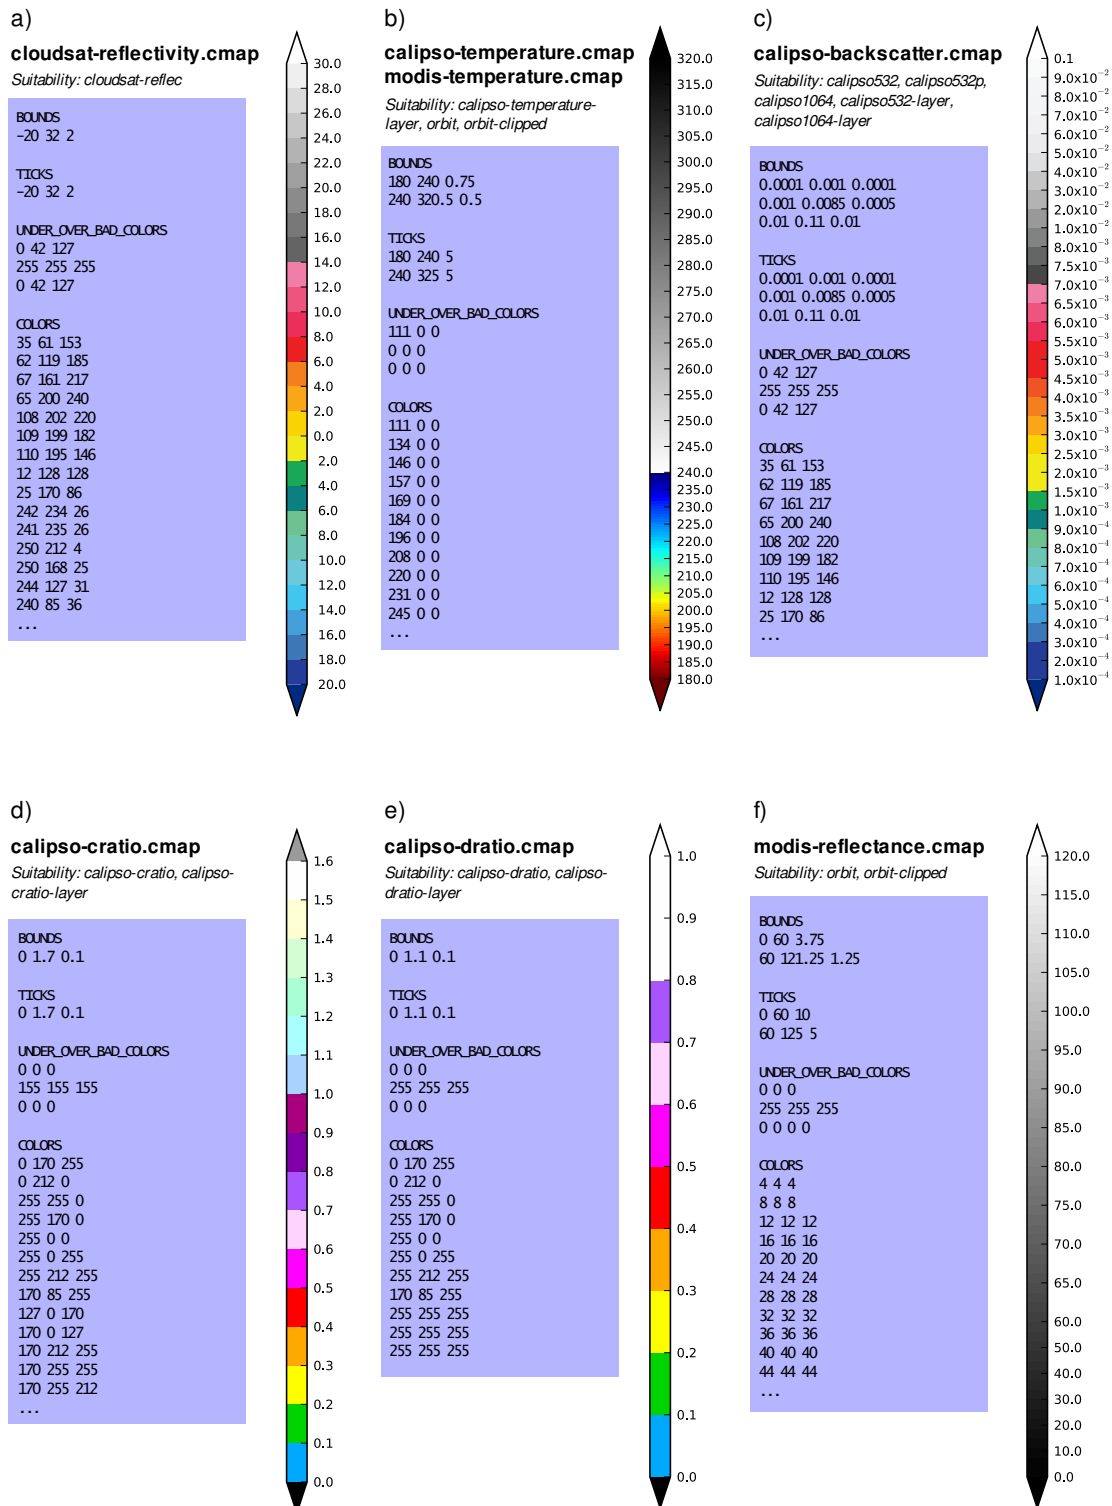 a)
cloudsat-reflectivity.cmap
Suitability: cloudsat-reflec
BOUNDS
-20 32 2
TICKS
-20 32 2
UNDER_OVER_BAD_COLORS
0 42 127
255 255 255
0 42 127
COLORS
35 61 153
62 119 185
67 161 217
65 200 240
108 202 220
109 199 182
110 195 146
12 128 128
25 170 86
242 234 26
241 235 26
250 212 4
250 168 25
244 127 31
240 85 36
...
30.0
28.0
26.0
24.0
22.0
20.0
18.0
16.0
14.0
12.0
10.0
8.0
6.0
4.0
2.0
0.0
2.0
4.0
6.0
8.0
10.0
12.0
14.0
16.0
18.0
20.0
b)
calipso-temperature.cmap
modis-temperature.cmap
Suitability: calipso-temperature-
layer, orbit, orbit-clipped
BOUNDS
180 240 0.75
240 320.5 0.5
TICKS
180 240 5
240 325 5
UNDER_OVER_BAD_COLORS
111 0 0
0 0 0
0 0 0
COLORS
111 0 0
134 0 0
146 0 0
157 0 0
169 0 0
184 0 0
196 0 0
208 0 0
220 0 0
231 0 0
245 0 0
...
320.0
315.0
310.0
305.0
300.0
295.0
290.0
285.0
280.0
275.0
270.0
265.0
260.0
255.0
250.0
245.0
240.0
235.0
230.0
225.0
220.0
215.0
210.0
205.0
200.0
195.0
190.0
185.0
180.0
c)
calipso-backscatter.cmap
Suitability: calipso532, calipso532p,
calipso1064, calipso532-layer,
calipso1064-layer
BOUNDS
0.0001 0.001 0.0001
0.001 0.0085 0.0005
0.01 0.11 0.01
TICKS
0.0001 0.001 0.0001
0.001 0.0085 0.0005
0.01 0.11 0.01
UNDER_OVER_BAD_COLORS
0 42 127
255 255 255
0 42 127
COLORS
35 61 153
62 119 185
67 161 217
65 200 240
108 202 220
109 199 182
110 195 146
12 128 128
25 170 86
...
0.1
9.0x10⁻²
8.0x10⁻²
7.0x10⁻²
6.0x10⁻²
5.0x10⁻²
4.0x10⁻²
3.0x10⁻²
2.0x10⁻²
1.0x10⁻²
8.0x10⁻³
7.5x10⁻³
7.0x10⁻³
6.5x10⁻³
6.0x10⁻³
5.5x10⁻³
5.0x10⁻³
4.5x10⁻³
4.0x10⁻³
3.5x10⁻³
3.0x10⁻³
2.5x10⁻³
2.0x10⁻³
1.5x10⁻³
1.0x10⁻³
9.0x10⁻⁴
8.0x10⁻⁴
7.0x10⁻⁴
6.0x10⁻⁴
5.0x10⁻⁴
4.0x10⁻⁴
3.0x10⁻⁴
2.0x10⁻⁴
1.0x10⁻⁴
d)
calipso-cratio.cmap
Suitability: calipso-cratio, calipso-
cratio-layer
BOUNDS
0 1.7 0.1
TICKS
0 1.7 0.1
UNDER_OVER_BAD_COLORS
0 0 0
155 155 155
0 0 0
COLORS
0 170 255
0 212 0
255 255 0
255 170 0
255 0 0
255 0 255
255 212 255
170 85 255
127 0 170
170 0 127
170 212 255
170 255 255
170 255 212
...
1.6
1.5
1.4
1.3
1.2
1.1
1.0
0.9
0.8
0.7
0.6
0.5
0.4
0.3
0.2
0.1
0.0
e)
calipso-dratio.cmap
Suitability: calipso-dratio, calipso-
dratio-layer
BOUNDS
0 1.1 0.1
TICKS
0 1.1 0.1
UNDER_OVER_BAD_COLORS
0 0 0
255 255 255
0 0 0
COLORS
0 170 255
0 212 0
255 255 0
255 170 0
255 0 0
255 0 255
255 212 255
170 85 255
255 255 255
255 255 255
255 255 255
1.0
0.9
0.8
0.7
0.6
0.5
0.4
0.3
0.2
0.1
0.0
f)
modis-reflectance.cmap
Suitability: orbit, orbit-clipped
BOUNDS
0 60 3.75
60 121.25 1.25
TICKS
0 60 10
60 125 5
UNDER_OVER_BAD_COLORS
0 0 0
255 255 255
0 0 0 0
COLORS
4 4 4
8 8 8
12 12 12
16 16 16
20 20 20
24 24 24
28 28 28
32 32 32
36 36 36
40 40 40
44 44 44
...
120.0
115.0
110.0
105.0
100.0
95.0
90.0
85.0
80.0
75.0
70.0
65.0
60.0
50.0
40.0
30.0
20.0
10.0
0.0